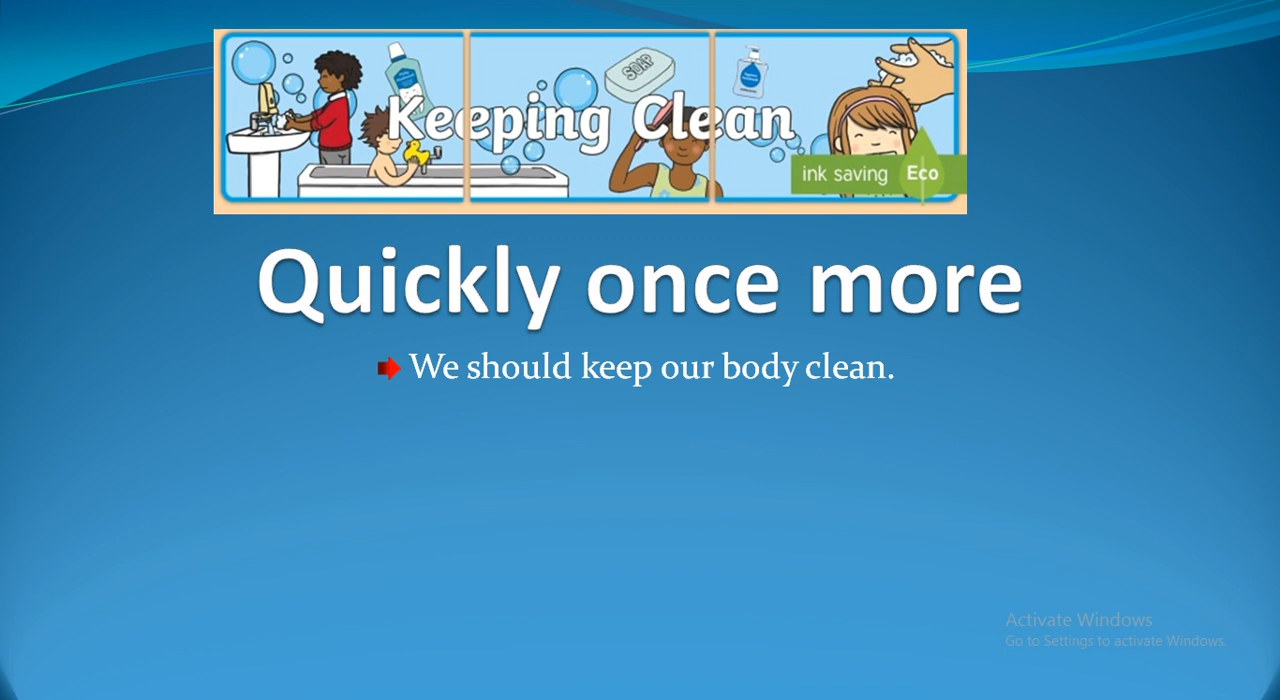 SOAP
Keeping Clean
ink saving Eco
Quickly once more
We should keep our body clean.
Activate Windows
Go to Settings to activate Windows.